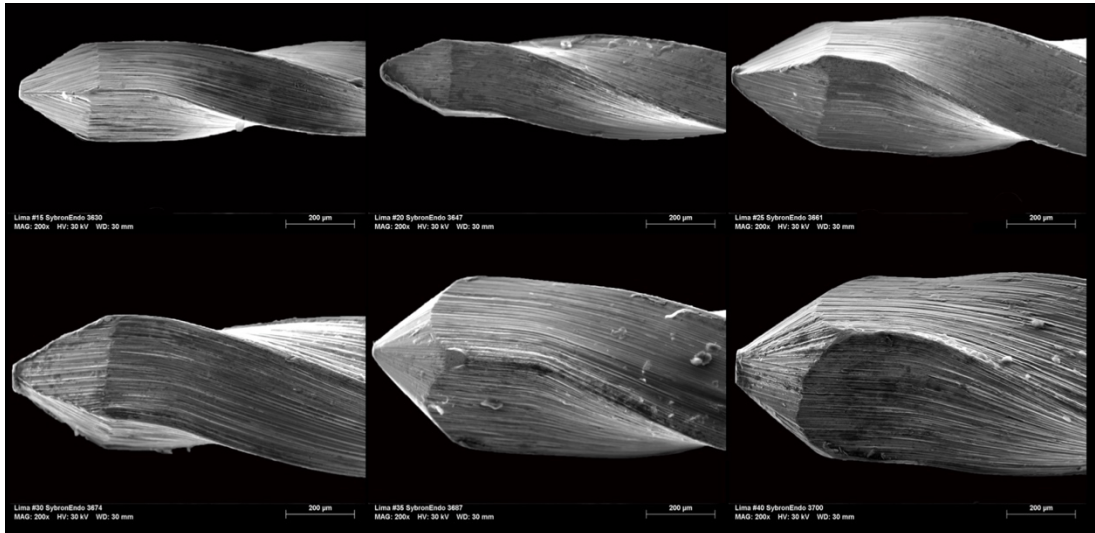 Lima #15 SybronEndo 3630
MAG: 200x HV: 30 kV WD: 30 mm
200 µm
Lima #20 SybronEndo 3647
MAG: 200x HV: 30 kV WD: 30 mm
200 µm
Lima #25 SybronEndo 3661
MAG: 200x HV: 30 kV WD: 30 mm
200 µm
Lima #30 SybronEndo 3674
MAG: 200x HV: 30 kV WD: 30 mm
200 µm
Lima #35 SybronEndo 3687
MAG: 200x HV: 30 kV WD: 30 mm
200 µm
Lima #40 SybronEndo 3700
MAG: 200x HV: 30 kV WD: 30 mm
200 µm